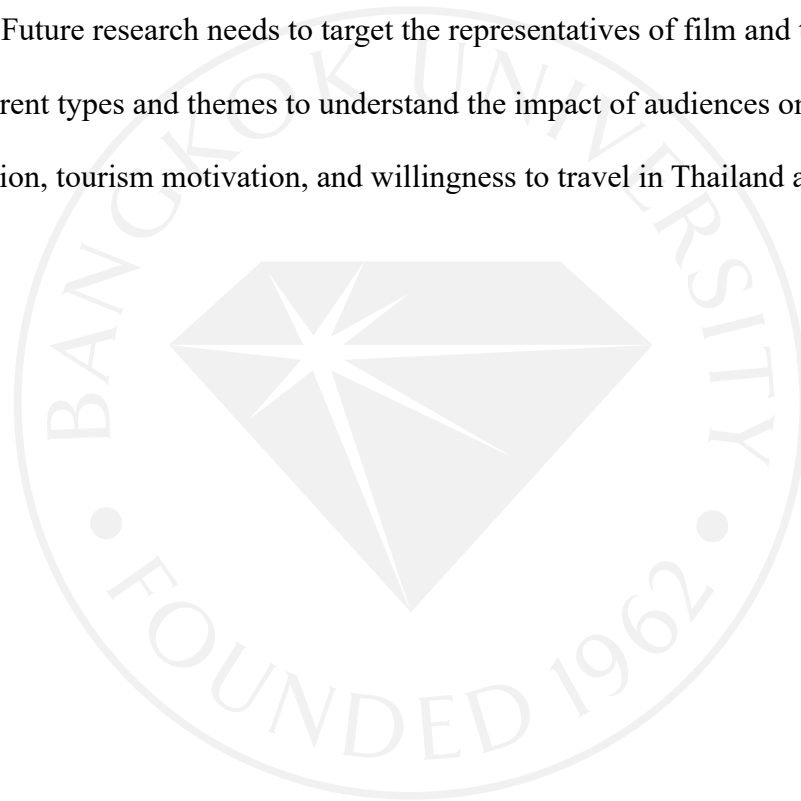 Future research needs to target the representatives of film and
rent types and themes to understand the impact of audiences
ion, tourism motivation, and willingness to travel in Thailand
BANGKOK UNIVERSITY
FOUNDED 1962